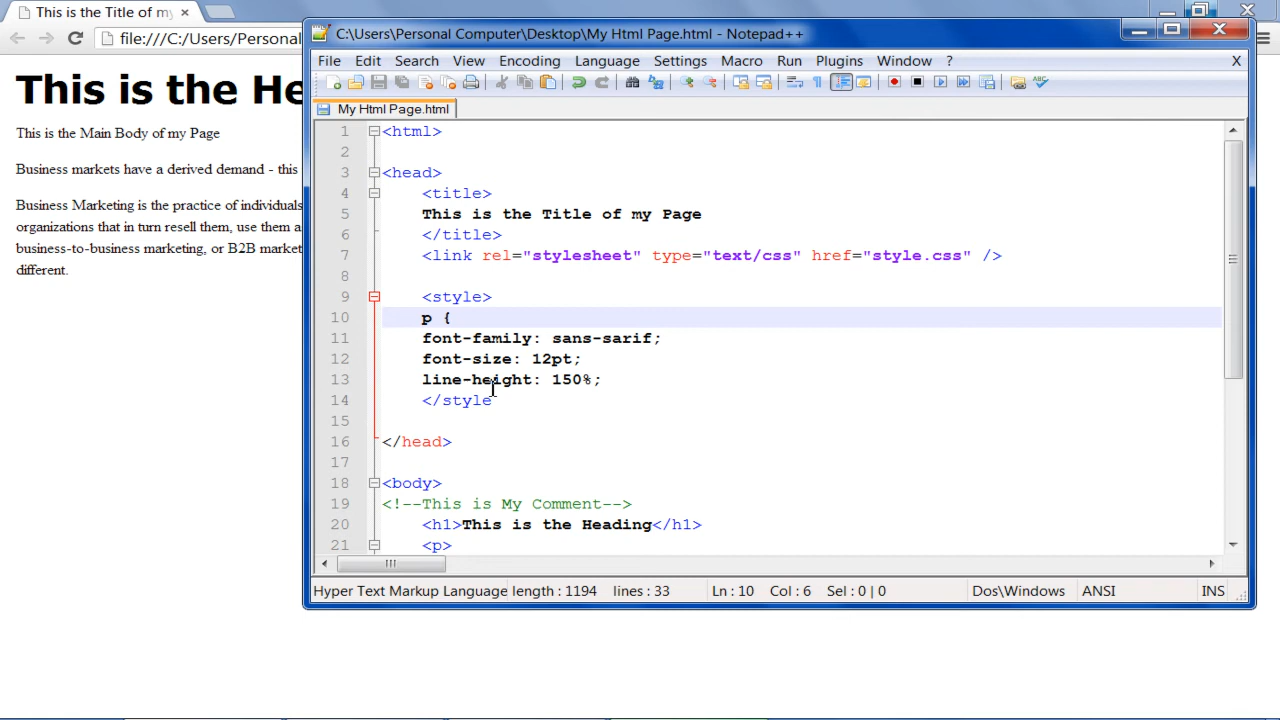 This is the Title of my
file:///C:/Users/Personal
This is the He
This is the Main Body of my Page
Business markets have a derived demand - this
Business Marketing is the practice of individuals
organizations that in turn resell them, use them a
business-to-business marketing, or B2B market
different.
C:\Users\Personal Computer\Desktop\My Html Page.html - Notepad++
File Edit Search View Encoding Language Settings Macro Run Plugins Window ? X
My Html Page.html
1 <html>
2
3 <head>
4 <title>
5 This is the Title of my Page
6 </title>
7 <link rel="stylesheet" type="text/css" href="style.css" />
8
9 <style>
10 p {
11 font-family: sans-sarif;
12 font-size: 12pt;
13 line-height: 150%;
14 </style
15
16 </head>
17
18 <body>
19 <!--This is My Comment-->
20 <h1>This is the Heading</h1>
21 <p>
Hyper Text Markup Language length : 1194 lines : 33 Ln : 10 Col : 6 Sel : 0 | 0 Dos\Windows ANSI INS